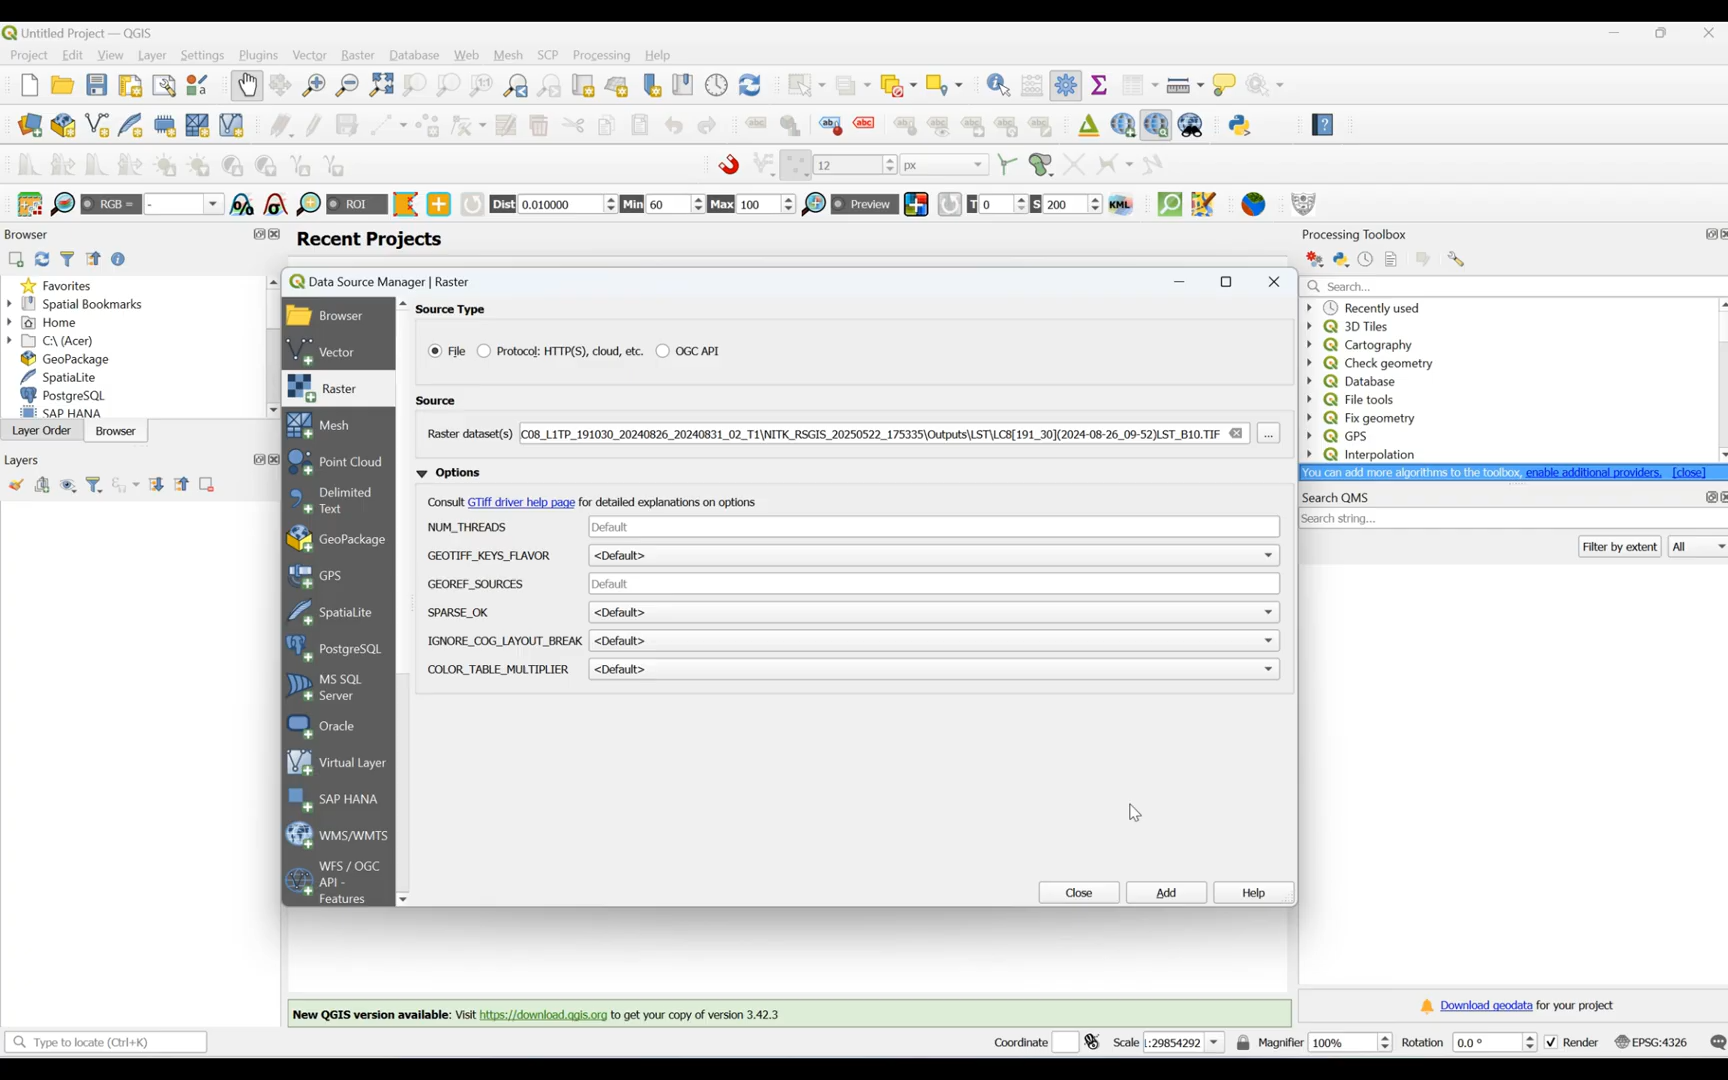 Untitled Project — QGIS
Project Edit View Layer Settings Plugins Vector Raster Database Web Mesh SCP Processing Help
12 px
RGB = - ROI Dist 0.010000 Min 60 Max 100 Preview T 0 S 200 KML
Browser
Favorites
Spatial Bookmarks
Home
C:\ (Acer)
GeoPackage
SpatiaLite
PostgreSQL
SAP HANA
Layer Order Browser
Layers
Recent Projects
Data Source Manager | Raster
Browser
Vector
Raster
Mesh
Point Cloud
Delimited
Text
GeoPackage
GPS
SpatiaLite
PostgreSQL
MS SQL
Server
Oracle
Virtual Layer
SAP HANA
WMS/WMTS
WFS / OGC
API -
Features
Source Type
File Protocol: HTTP(S), cloud, etc. OGC API
Source
Raster dataset(s) C08_L1TP_191030_20240826_20240831_02_T1\NITK_RSGIS_20250522_175335\Outputs\LST\LC8[191_30](2024-08-26_09-52)LST_B10.TIF ...
Options
Consult GTiff driver help page for detailed explanations on options
NUM_THREADS Default
GEOTIFF_KEYS_FLAVOR <Default>
GEOREF_SOURCES Default
SPARSE_OK <Default>
IGNORE_COG_LAYOUT_BREAK <Default>
COLOR_TABLE_MULTIPLIER <Default>
Close Add Help
New QGIS version available: Visit https://download.qgis.org to get your copy of version 3.42.3
Processing Toolbox
Search...
Recently used
3D Tiles
Cartography
Check geometry
Database
File tools
Fix geometry
GPS
Interpolation
You can add more algorithms to the toolbox, enable additional providers. [close]
Search QMS
Search string...
Filter by extent All
Download geodata for your project
Type to locate (Ctrl+K) Coordinate Scale 1:29854292 Magnifier 100% Rotation 0.0 ° Render EPSG:4326